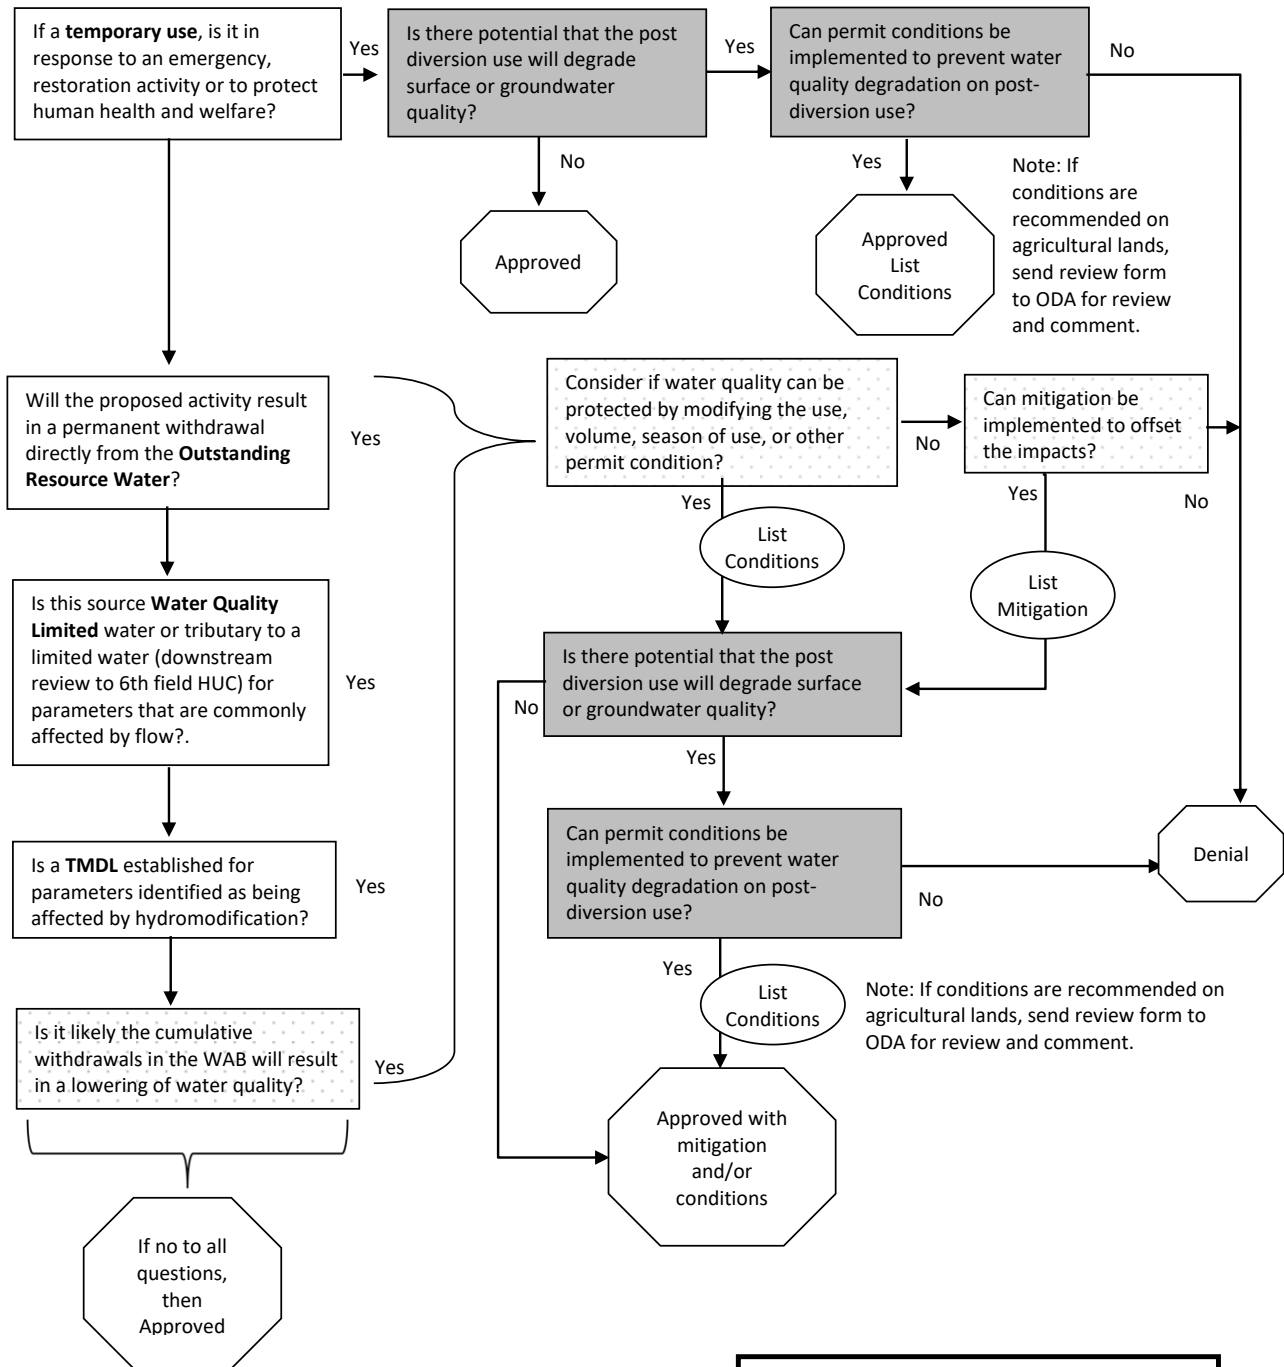 If a temporary use, is it in
response to an emergency,
restoration activity or to protect
human health and welfare?
Yes
Is there potential that the post
diversion use will degrade
surface or groundwater
quality?
Yes
Can permit conditions be
implemented to prevent water
quality degradation on post-
diversion use?
No
No
Approved
Yes
Approved
List
Conditions
Note: If
conditions are
recommended on
agricultural lands,
send review form
to ODA for review
and comment.
Will the proposed activity result
in a permanent withdrawal
directly from the Outstanding
Resource Water?
Yes
Consider if water quality can be
protected by modifying the use,
volume, season of use, or other
permit condition?
No
Can mitigation be
implemented to offset
the impacts?
No
Yes
List
Conditions
Yes
List
Mitigation
Is this source Water Quality
Limited water or tributary to a
limited water (downstream
review to 6th field HUC) for
parameters that are commonly
affected by flow?.
Yes
Is there potential that the post
diversion use will degrade surface
or groundwater quality?
No
Yes
Is a TMDL established for
parameters identified as being
affected by hydromodification?
Yes
Can permit conditions be
implemented to prevent water
quality degradation on post-
diversion use?
No
Denial
Yes
List
Conditions
Note: If conditions are recommended on
agricultural lands, send review form to
ODA for review and comment.
Is it likely the cumulative
withdrawals in the WAB will result
in a lowering of water quality?
Yes
Approved with
mitigation
and/or
conditions
If no to all
questions,
then
Approved